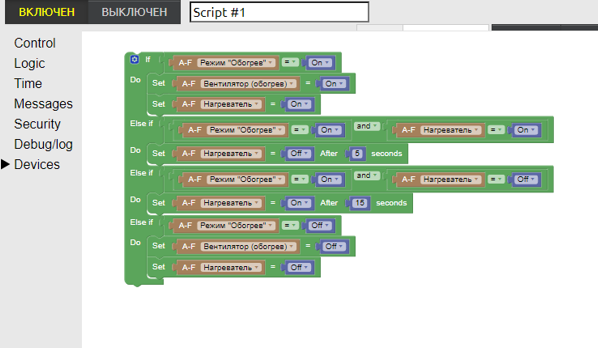 ВКЛЮЧЕН ВЫКЛЮЧЕН Script #1
Control
Logic
Time
Messages
Security
Debug/log
Devices
If A-F Режим "Обогрев" = On
Do Set A-F Вентилятор (обогрев) = On
Set A-F Нагреватель = On
Else if A-F Режим "Обогрев" = On and A-F Нагреватель = On
Do Set A-F Нагреватель = Off After 5 seconds
Else if A-F Режим "Обогрев" = On and A-F Нагреватель = Off
Do Set A-F Нагреватель = On After 15 seconds
Else if A-F Режим "Обогрев" = Off
Do Set A-F Вентилятор (обогрев) = Off
Set A-F Нагреватель = Off